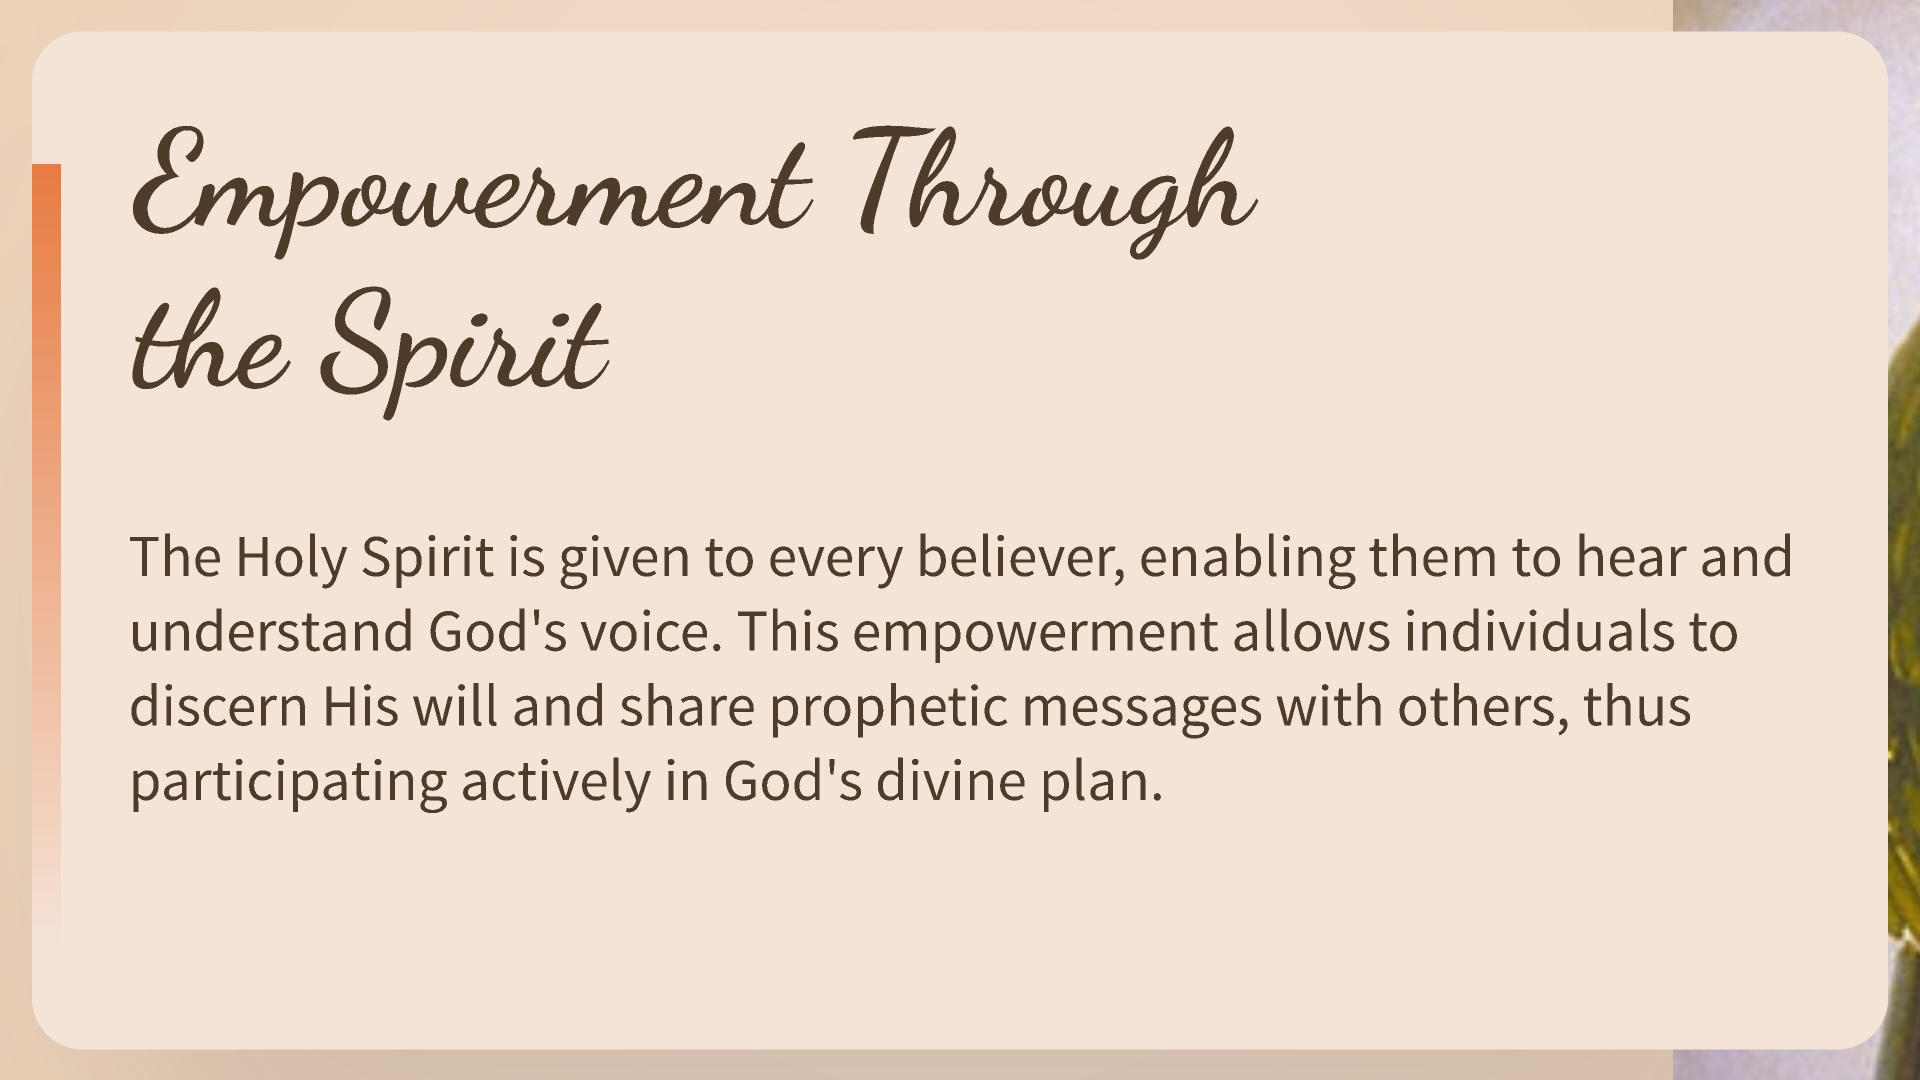 Empowerment Through
the Spirit
The Holy Spirit is given to every believer, enabling them to hear and
understand God's voice. This empowerment allows individuals to
discern His will and share prophetic messages with others, thus
participating actively in God's divine plan.